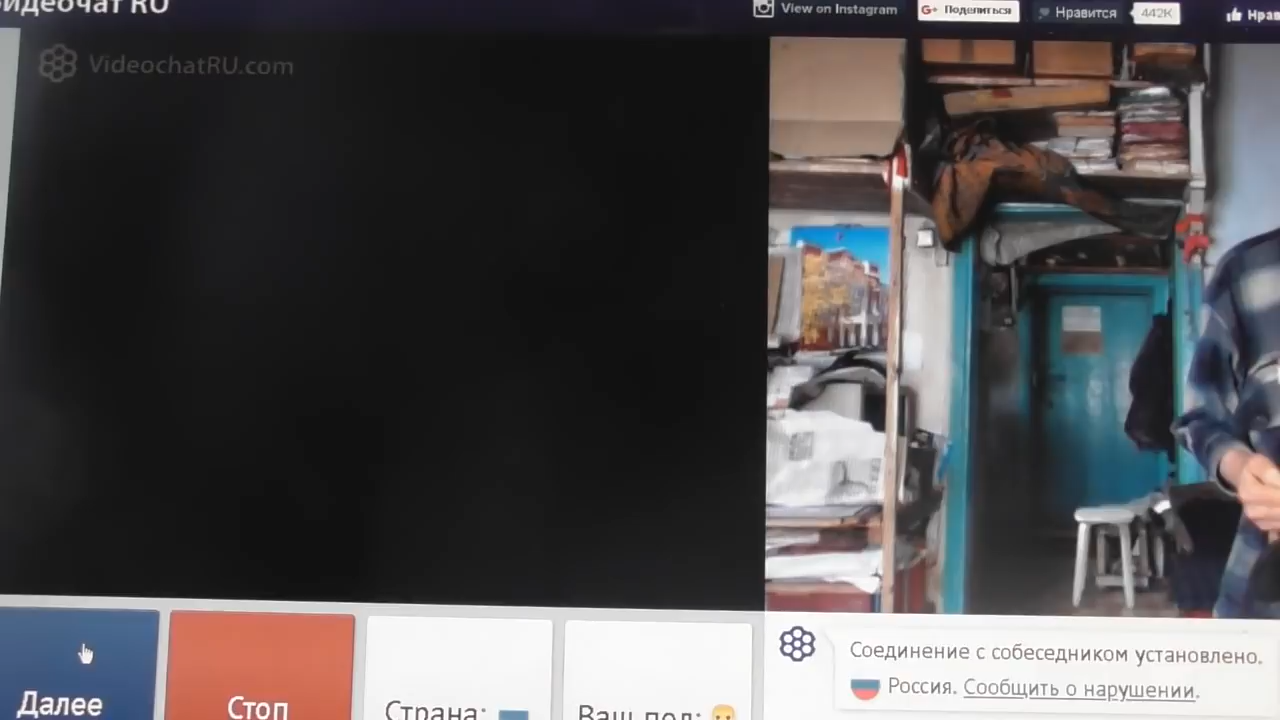 Видеочат RU
View on Instagram
G+ Поделиться
Нравится
442K
VideochatRU.com
Соединение с собеседником установлено.
Россия. Сообщить о нарушении.
Далее
Стоп
Страна:
Ваш пол: